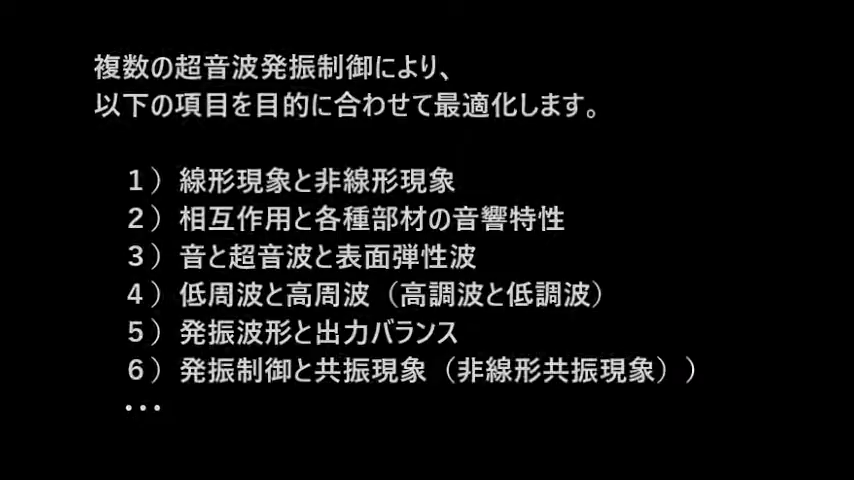 複数の超音波発振制御により、
以下の項目を目的に合わせて最適化します。
１）線形現象と非線形現象
２）相互作用と各種部材の音響特性
３）音と超音波と表面弾性波
４）低周波と高周波（高調波と低調波）
５）発振波形と出力バランス
６）発振制御と共振現象（非線形共振現象））
・・・